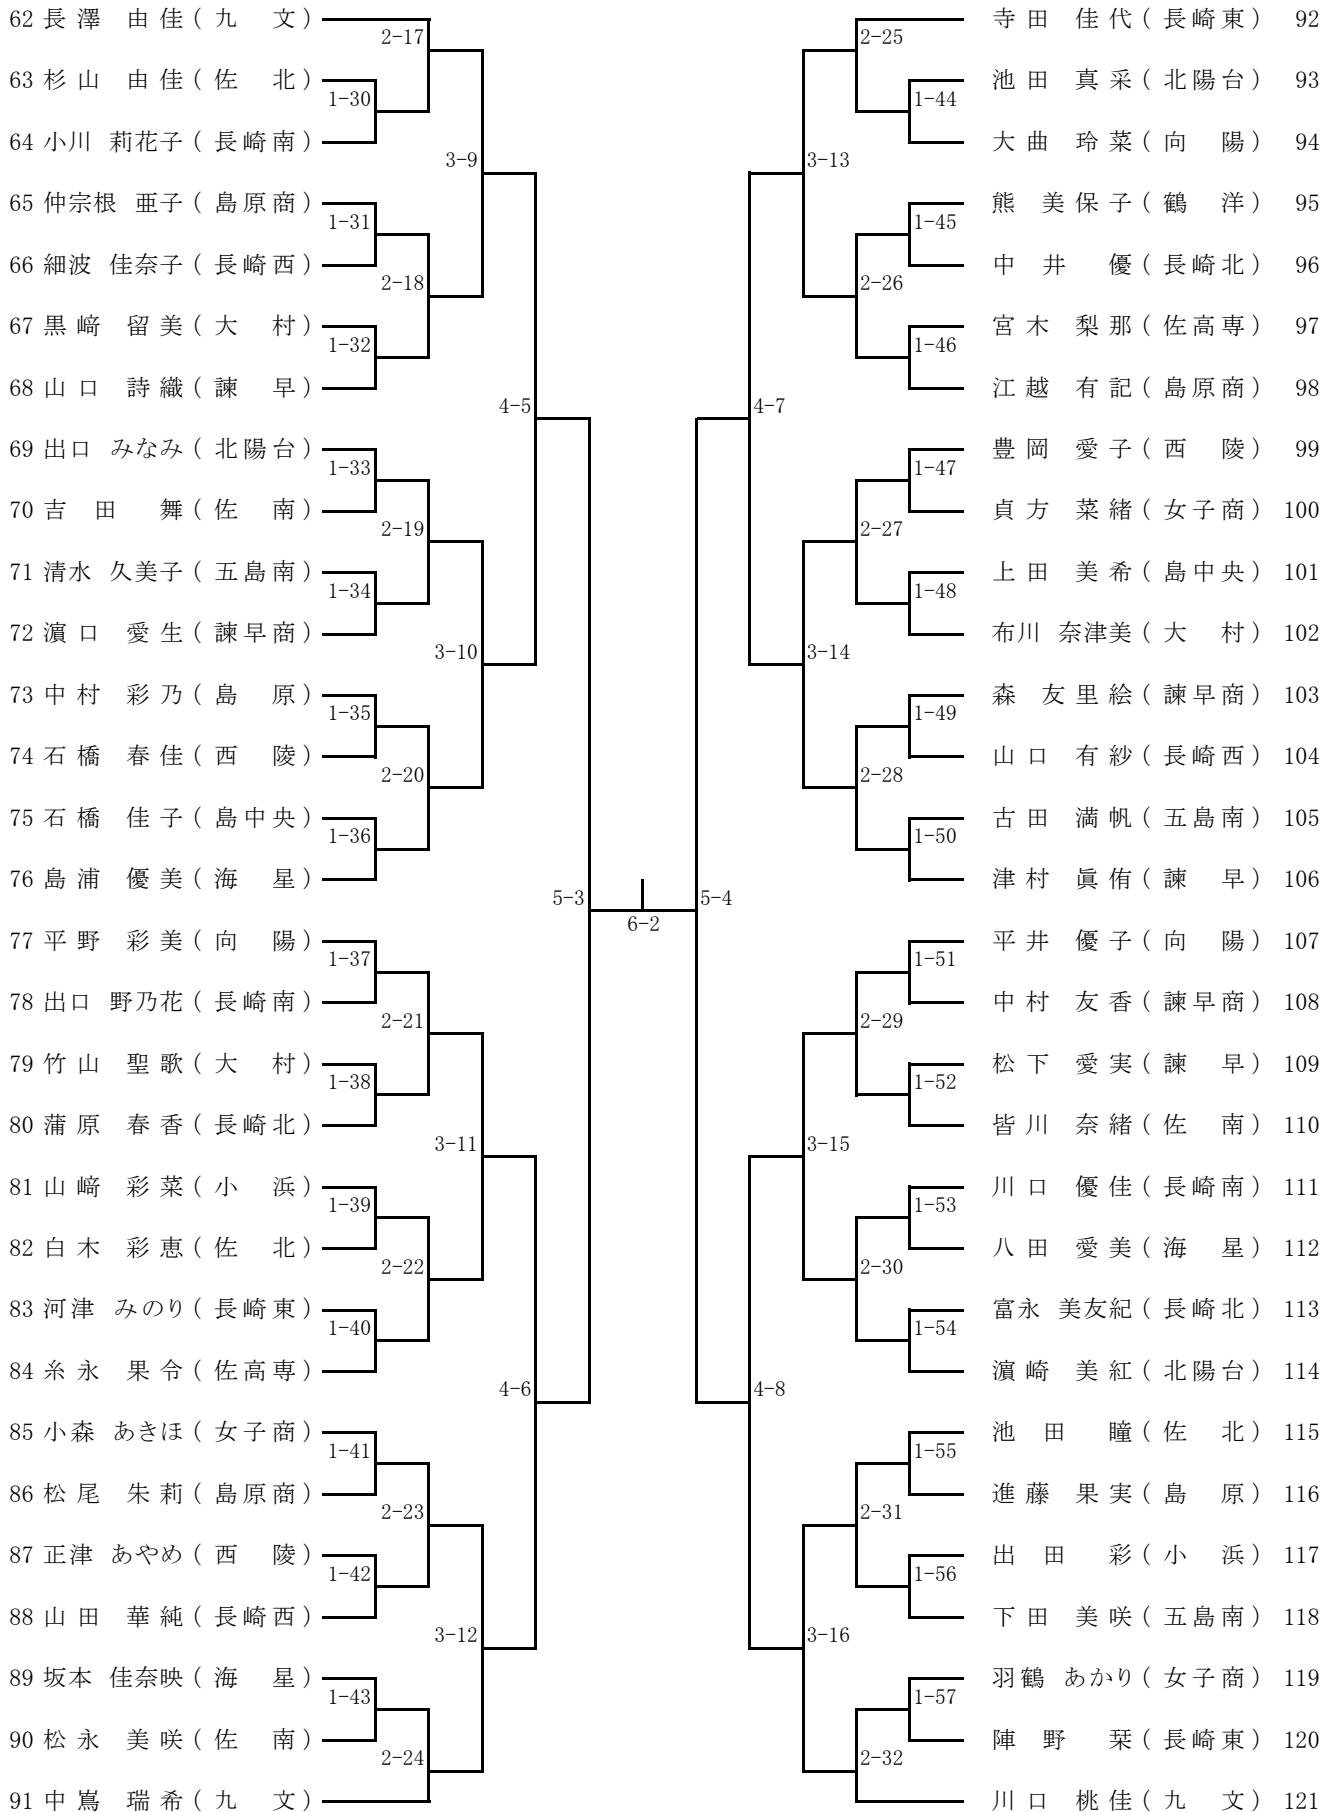 62 長澤 由佳(九 文)
2-17
63 杉山 由佳(佐 北)
1-30
64 小川 莉花子(長崎南)
3-9
65 仲宗根 亜子(島原商)
1-31
66 細波 佳奈子(長崎西)
2-18
67 黒﨑 留美(大 村)
1-32
68 山口 詩織(諫 早)
4-5
69 出口 みなみ(北陽台)
1-33
70 吉田 舞(佐 南)
2-19
71 清水 久美子(五島南)
1-34
72 濵口 愛生(諫早商)
3-10
73 中村 彩乃(島 原)
1-35
74 石橋 春佳(西 陵)
2-20
75 石橋 佳子(島中央)
1-36
76 島浦 優美(海 星)
5-3
77 平野 彩美(向 陽)
1-37
78 出口 野乃花(長崎南)
2-21
79 竹山 聖歌(大 村)
1-38
80 蒲原 春香(長崎北)
3-11
81 山﨑 彩菜(小 浜)
1-39
82 白木 彩恵(佐 北)
2-22
83 河津 みのり(長崎東)
1-40
84 糸永 果令(佐高専)
4-6
85 小森 あきほ(女子商)
1-41
86 松尾 朱莉(島原商)
2-23
87 正津 あやめ(西 陵)
1-42
88 山田 華純(長崎西)
3-12
89 坂本 佳奈映(海 星)
1-43
90 松永 美咲(佐 南)
2-24
91 中嶌 瑞希(九 文)
6-2
寺田 佳代(長崎東) 92
2-25
池田 真采(北陽台) 93
1-44
大曲 玲菜(向 陽) 94
3-13
熊 美保子(鶴 洋) 95
1-45
中井 優(長崎北) 96
2-26
宮木 梨那(佐高専) 97
1-46
江越 有記(島原商) 98
4-7
豊岡 愛子(西 陵) 99
1-47
貞方 菜緒(女子商) 100
2-27
上田 美希(島中央) 101
1-48
布川 奈津美(大 村) 102
3-14
森 友里絵(諫早商) 103
1-49
山口 有紗(長崎西) 104
2-28
古田 満帆(五島南) 105
1-50
津村 眞侑(諫 早) 106
5-4
平井 優子(向 陽) 107
1-51
中村 友香(諫早商) 108
2-29
松下 愛実(諫 早) 109
1-52
皆川 奈緒(佐 南) 110
3-15
川口 優佳(長崎南) 111
1-53
八田 愛美(海 星) 112
2-30
富永 美友紀(長崎北) 113
1-54
濵崎 美紅(北陽台) 114
4-8
池田 瞳(佐 北) 115
1-55
進藤 果実(島 原) 116
2-31
出田 彩(小 浜) 117
1-56
下田 美咲(五島南) 118
3-16
羽鶴 あかり(女子商) 119
1-57
陣野 栞(長崎東) 120
2-32
川口 桃佳(九 文) 121